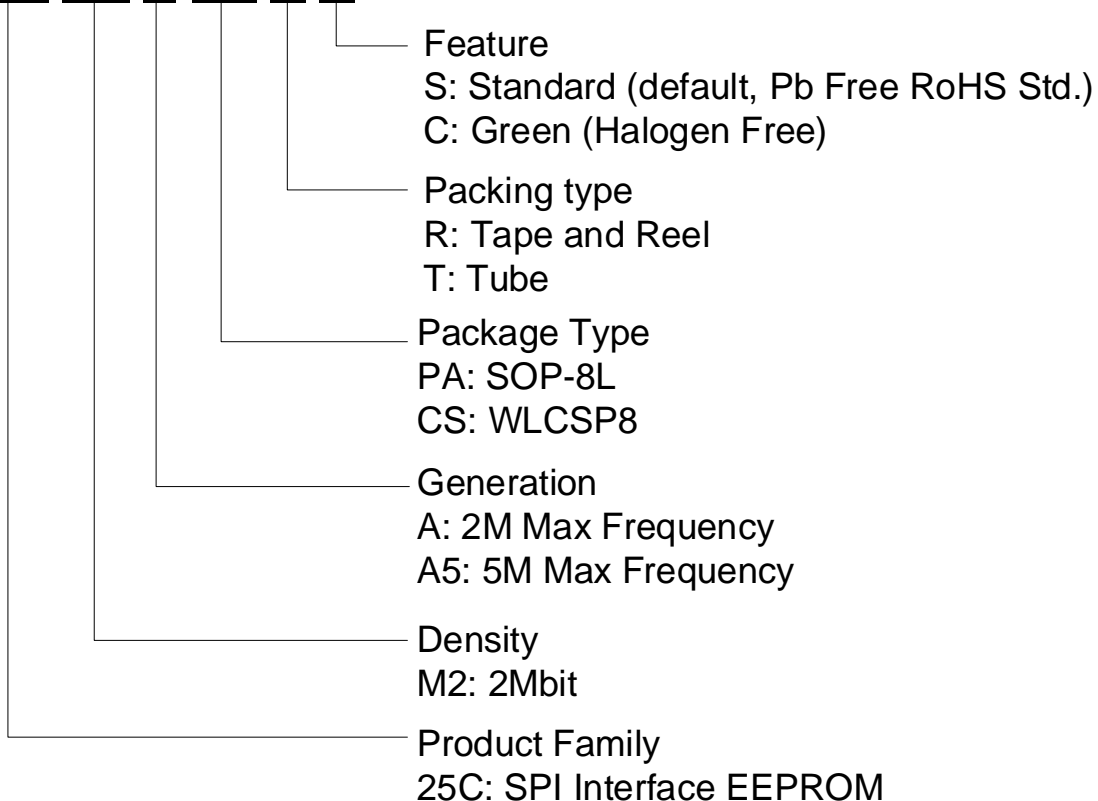 Feature
S: Standard (default, Pb Free RoHS Std.)
C: Green (Halogen Free)
Packing type
R: Tape and Reel
T: Tube
Package Type
PA: SOP-8L
CS: WLCSP8
Generation
A: 2M Max Frequency
A5: 5M Max Frequency
Density
M2: 2Mbit
Product Family
25C: SPI Interface EEPROM